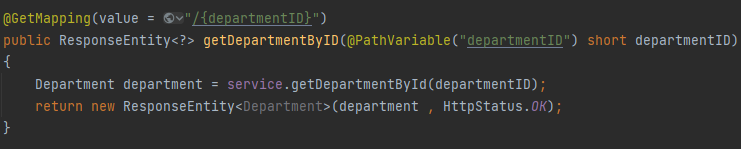 @GetMapping(value = "/{departmentID}")
public ResponseEntity<?> getDepartmentByID(@PathVariable("departmentID") short departmentID)
{
    Department department = service.getDepartmentById(departmentID);
    return new ResponseEntity<Department>(department , HttpStatus.OK);
}